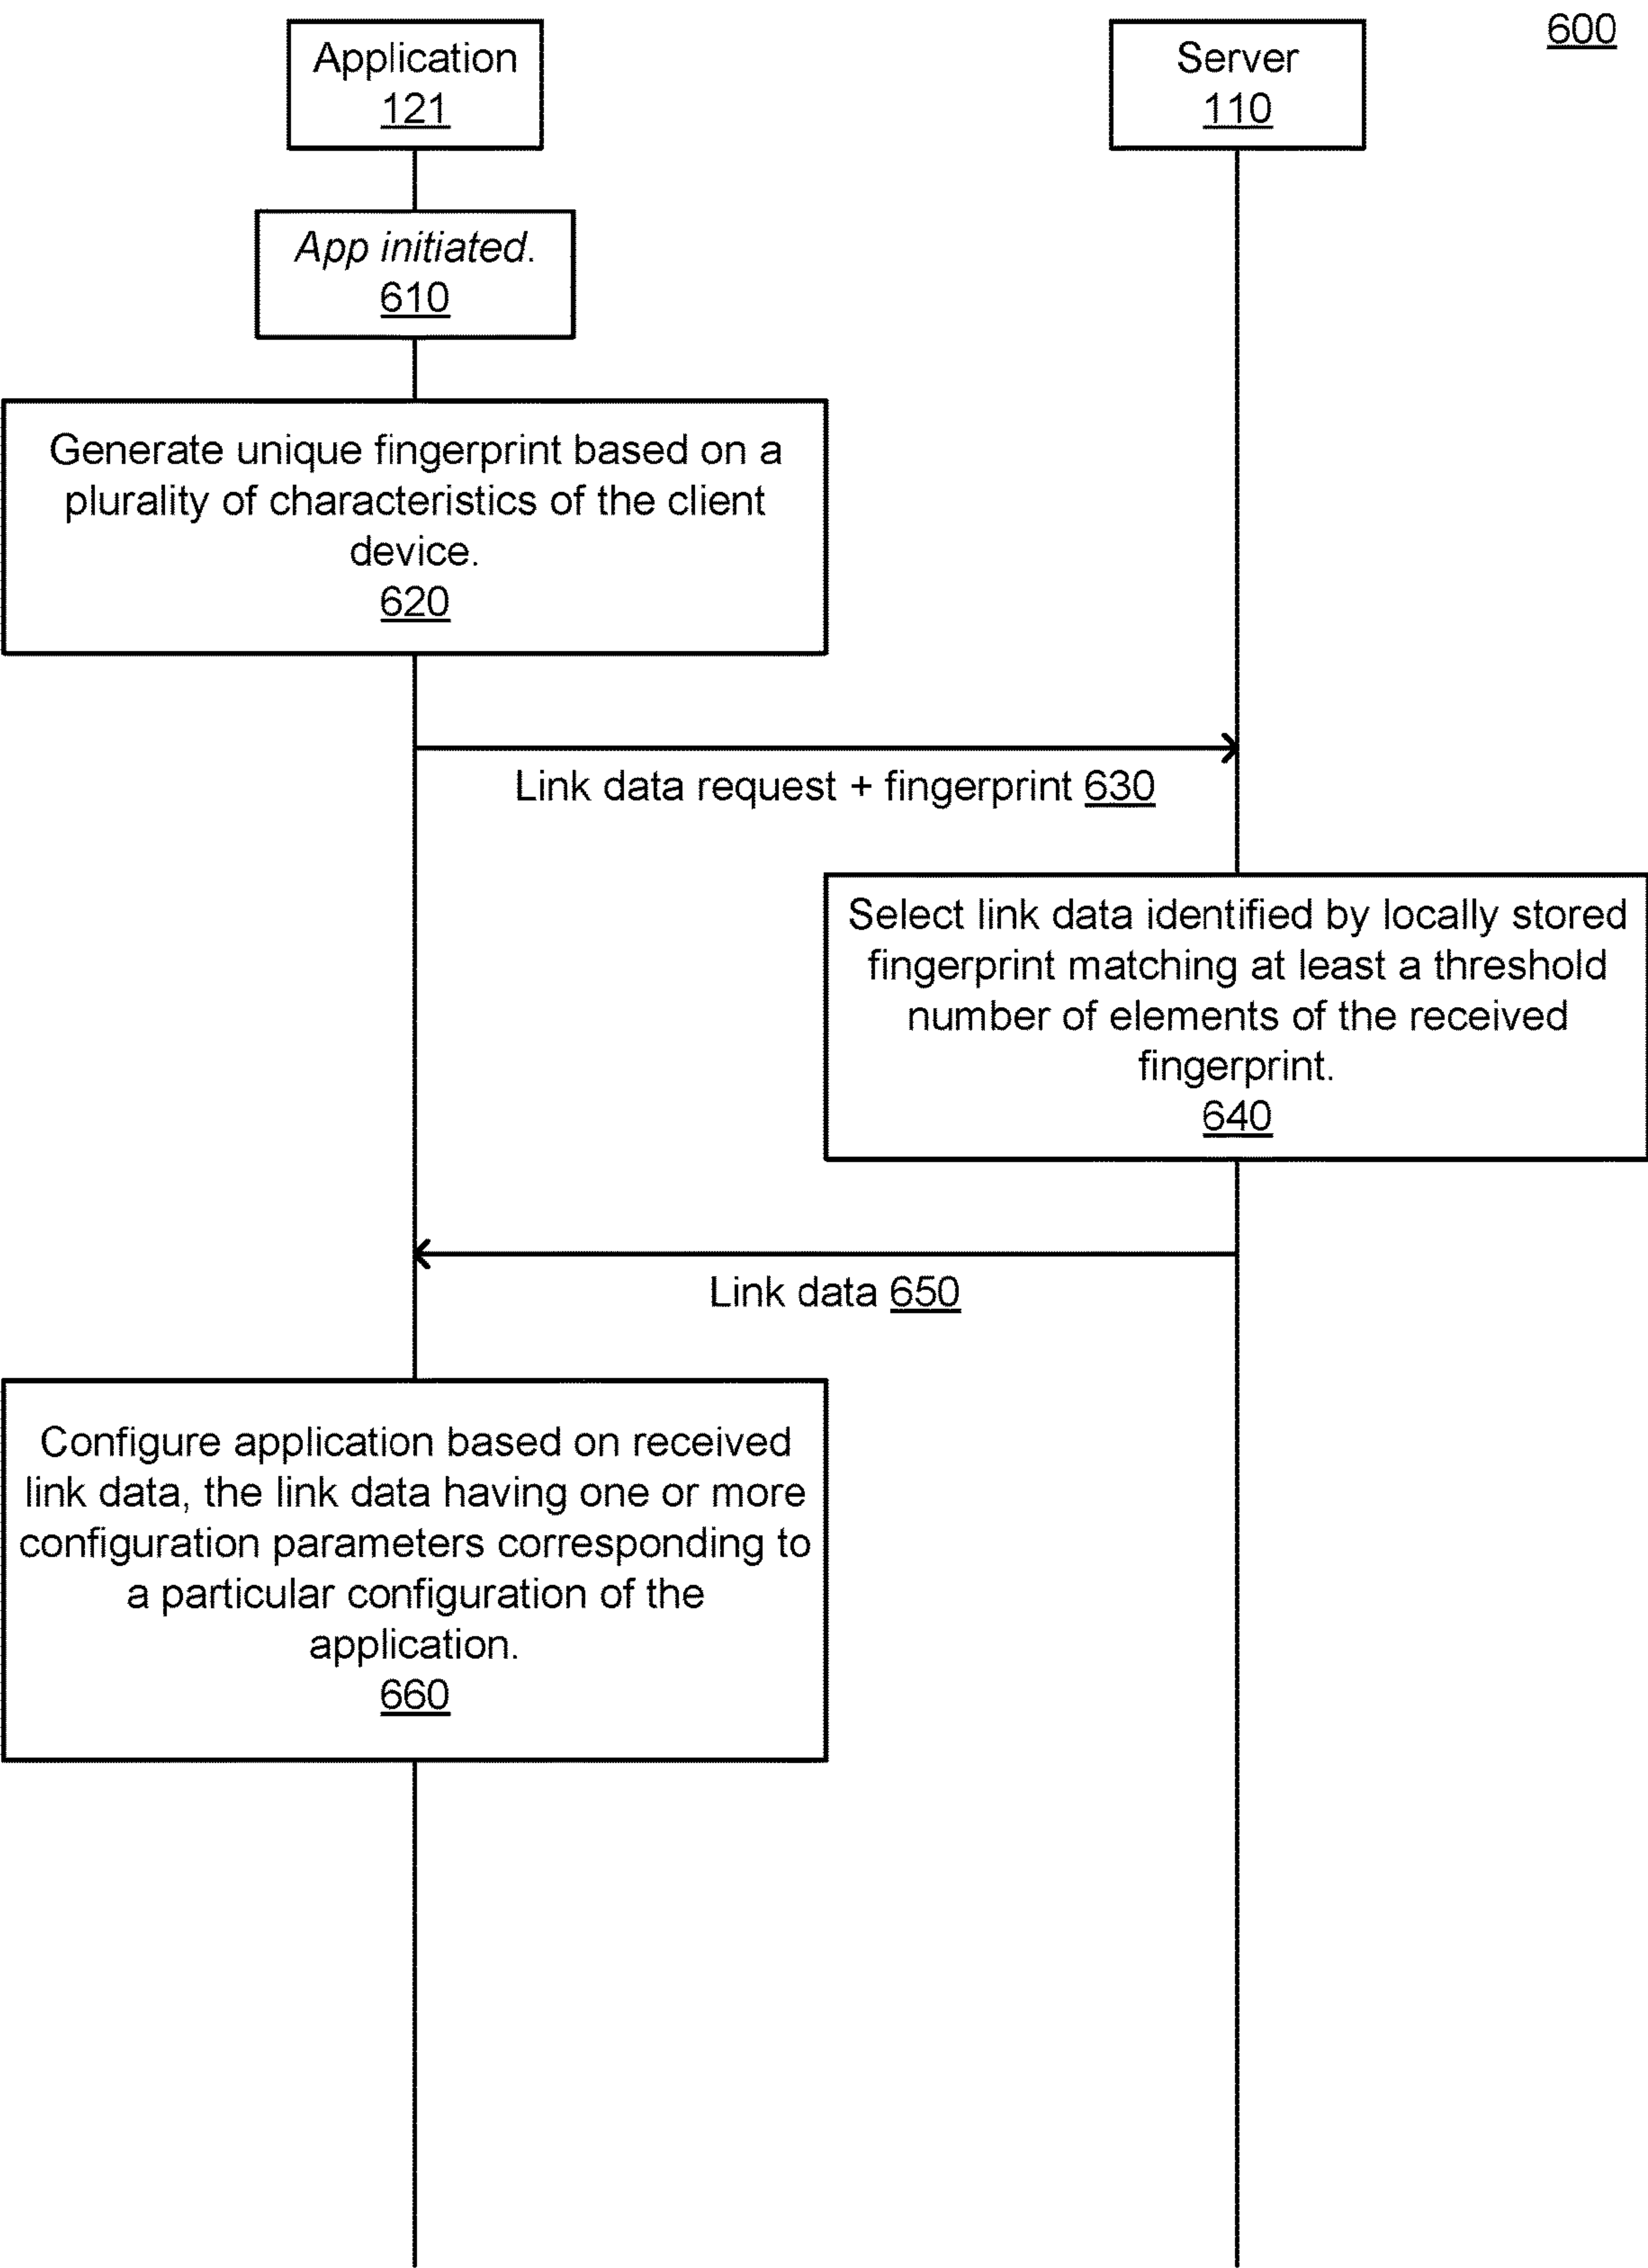 600
Application
121
Server
110
App initiated.
610
Generate unique fingerprint based on a
plurality of characteristics of the client
device.
620
Link data request + fingerprint 630
Select link data identified by locally stored
fingerprint matching at least a threshold
number of elements of the received
fingerprint.
640
Link data 650
Configure application based on received
link data, the link data having one or more
configuration parameters corresponding to
a particular configuration of the
application.
660